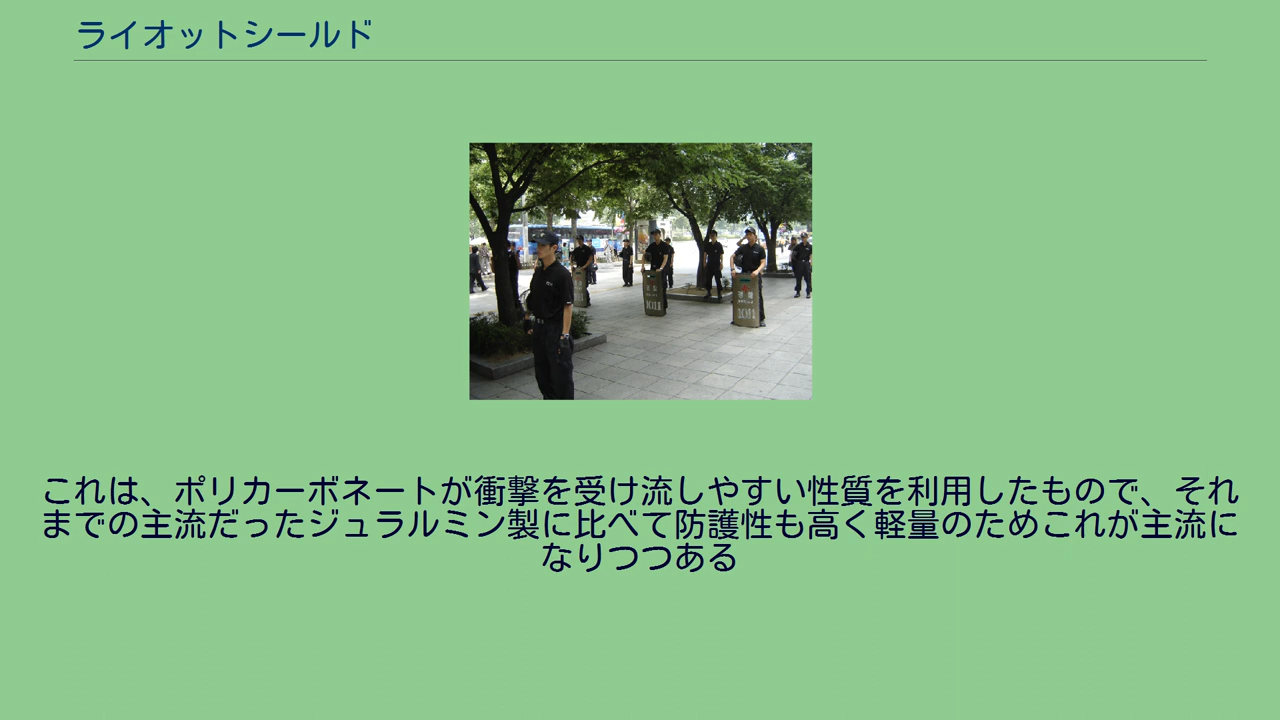 ライオットシールド
1011
1011
これは、ポリカーボネートが衝撃を受け流しやすい性質を利用したもので、それ
までの主流だったジュラルミン製に比べて防護性も高く軽量のためこれが主流に
なりつつある